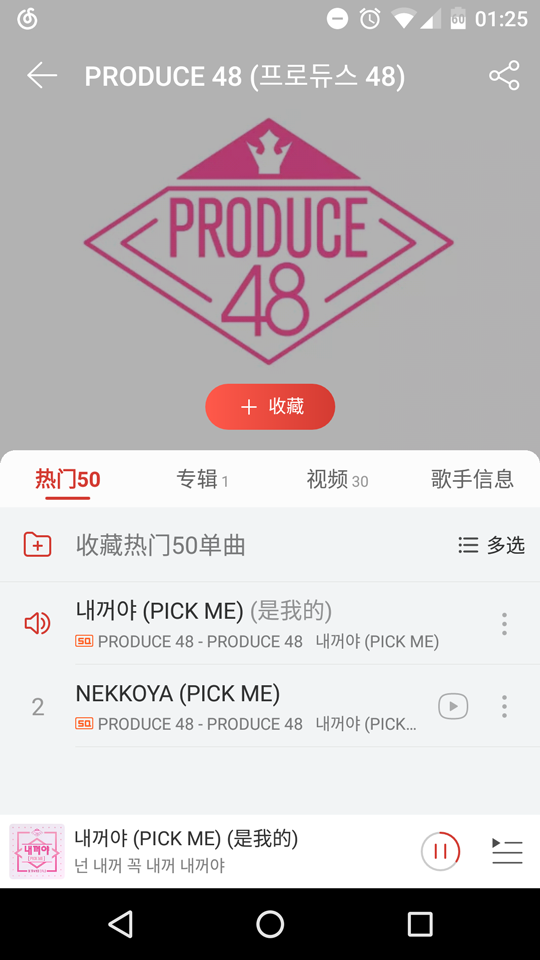 60 01:25
PRODUCE 48 (프로듀스 48)
PRODUCE
48
+ 收藏
热门50 专辑 1 视频 30 歌手信息
收藏热门50单曲 多选
내꺼야 (PICK ME) (是我的)
SQ PRODUCE 48 - PRODUCE 48 내꺼야 (PICK ME)
2 NEKKOYA (PICK ME)
SQ PRODUCE 48 - PRODUCE 48 내꺼야 (PICK...
내꺼야
내꺼야 (PICK ME) (是我的)
넌 내꺼 꼭 내꺼 내꺼야